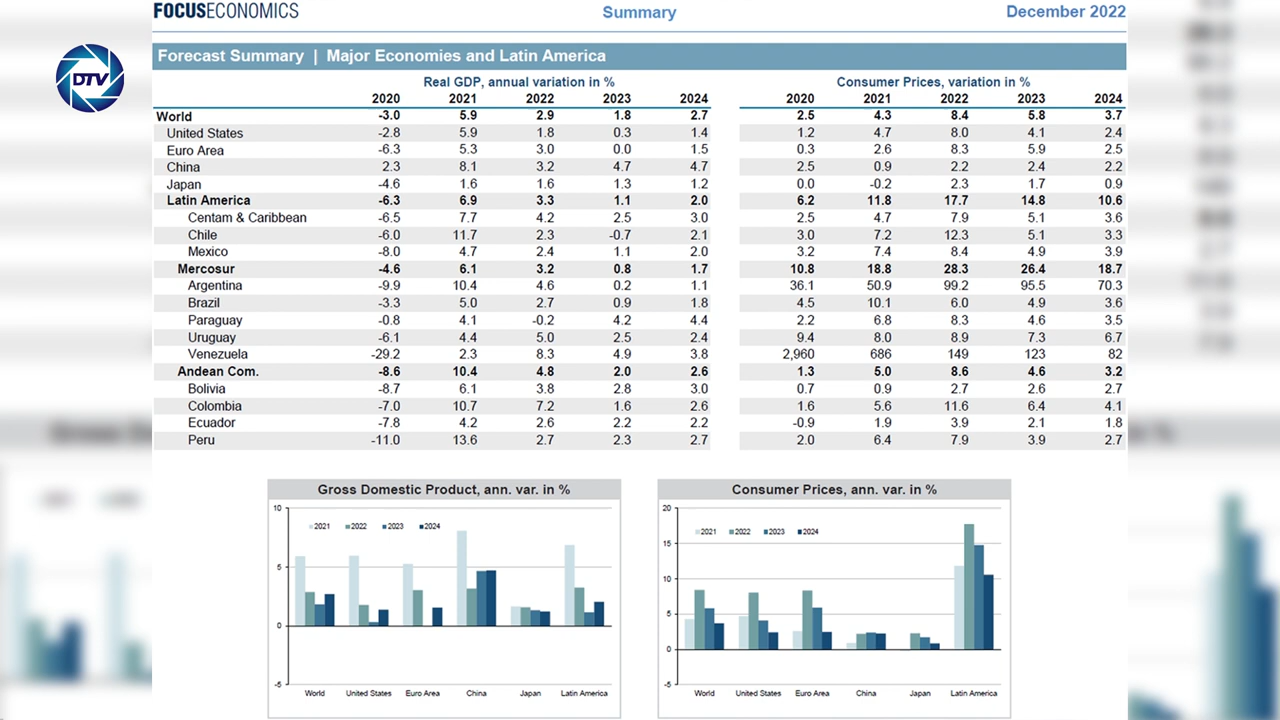 FOCUSECONOMICS Summary December 2022
DTV
Forecast Summary | Major Economies and Latin America
Real GDP, annual variation in % Consumer Prices, variation in %
2020 2021 2022 2023 2024 2020 2021 2022 2023 2024
World -3.0 5.9 2.9 1.8 2.7 2.5 4.3 8.4 5.8 3.7
United States -2.8 5.9 1.8 0.3 1.4 1.2 4.7 8.0 4.1 2.4
Euro Area -6.3 5.3 3.0 0.0 1.5 0.3 2.6 8.3 5.9 2.5
China 2.3 8.1 3.2 4.7 4.7 2.5 0.9 2.2 2.4 2.2
Japan -4.6 1.6 1.6 1.3 1.2 0.0 -0.2 2.3 1.7 0.9
Latin America -6.3 6.9 3.3 1.1 2.0 6.2 11.8 17.7 14.8 10.6
Centam & Caribbean -6.5 7.7 4.2 2.5 3.0 2.5 4.7 7.9 5.1 3.6
Chile -6.0 11.7 2.3 -0.7 2.1 3.0 7.2 12.3 5.1 3.3
Mexico -8.0 4.7 2.4 1.1 2.0 3.2 7.4 8.4 4.9 3.9
Mercosur -4.6 6.1 3.2 0.8 1.7 10.8 18.8 28.3 26.4 18.7
Argentina -9.9 10.4 4.6 0.2 1.1 36.1 50.9 99.2 95.5 70.3
Brazil -3.3 5.0 2.7 0.9 1.8 4.5 10.1 6.0 4.9 3.6
Paraguay -0.8 4.1 -0.2 4.2 4.4 2.2 6.8 8.3 4.6 3.5
Uruguay -6.1 4.4 5.0 2.5 2.4 9.4 8.0 8.9 7.3 6.7
Venezuela -29.2 2.3 8.3 4.9 3.8 2,960 686 149 123 82
Andean Com. -8.6 10.4 4.8 2.0 2.6 1.3 5.0 8.6 4.6 3.2
Bolivia -8.7 6.1 3.8 2.8 3.0 0.7 0.9 2.7 2.6 2.7
Colombia -7.0 10.7 7.2 1.6 2.6 1.6 5.6 11.6 6.4 4.1
Ecuador -7.8 4.2 2.6 2.2 2.2 -0.9 1.9 3.9 2.1 1.8
Peru -11.0 13.6 2.7 2.3 2.7 2.0 6.4 7.9 3.9 2.7
Gross Domestic Product, ann. var. in %
10
2021 2022 2023 2024
5
0
-5
World United States Euro Area China Japan Latin America
Consumer Prices, ann. var. in %
20
2021 2022 2023 2024
15
10
5
0
-5
World United States Euro Area China Japan Latin America